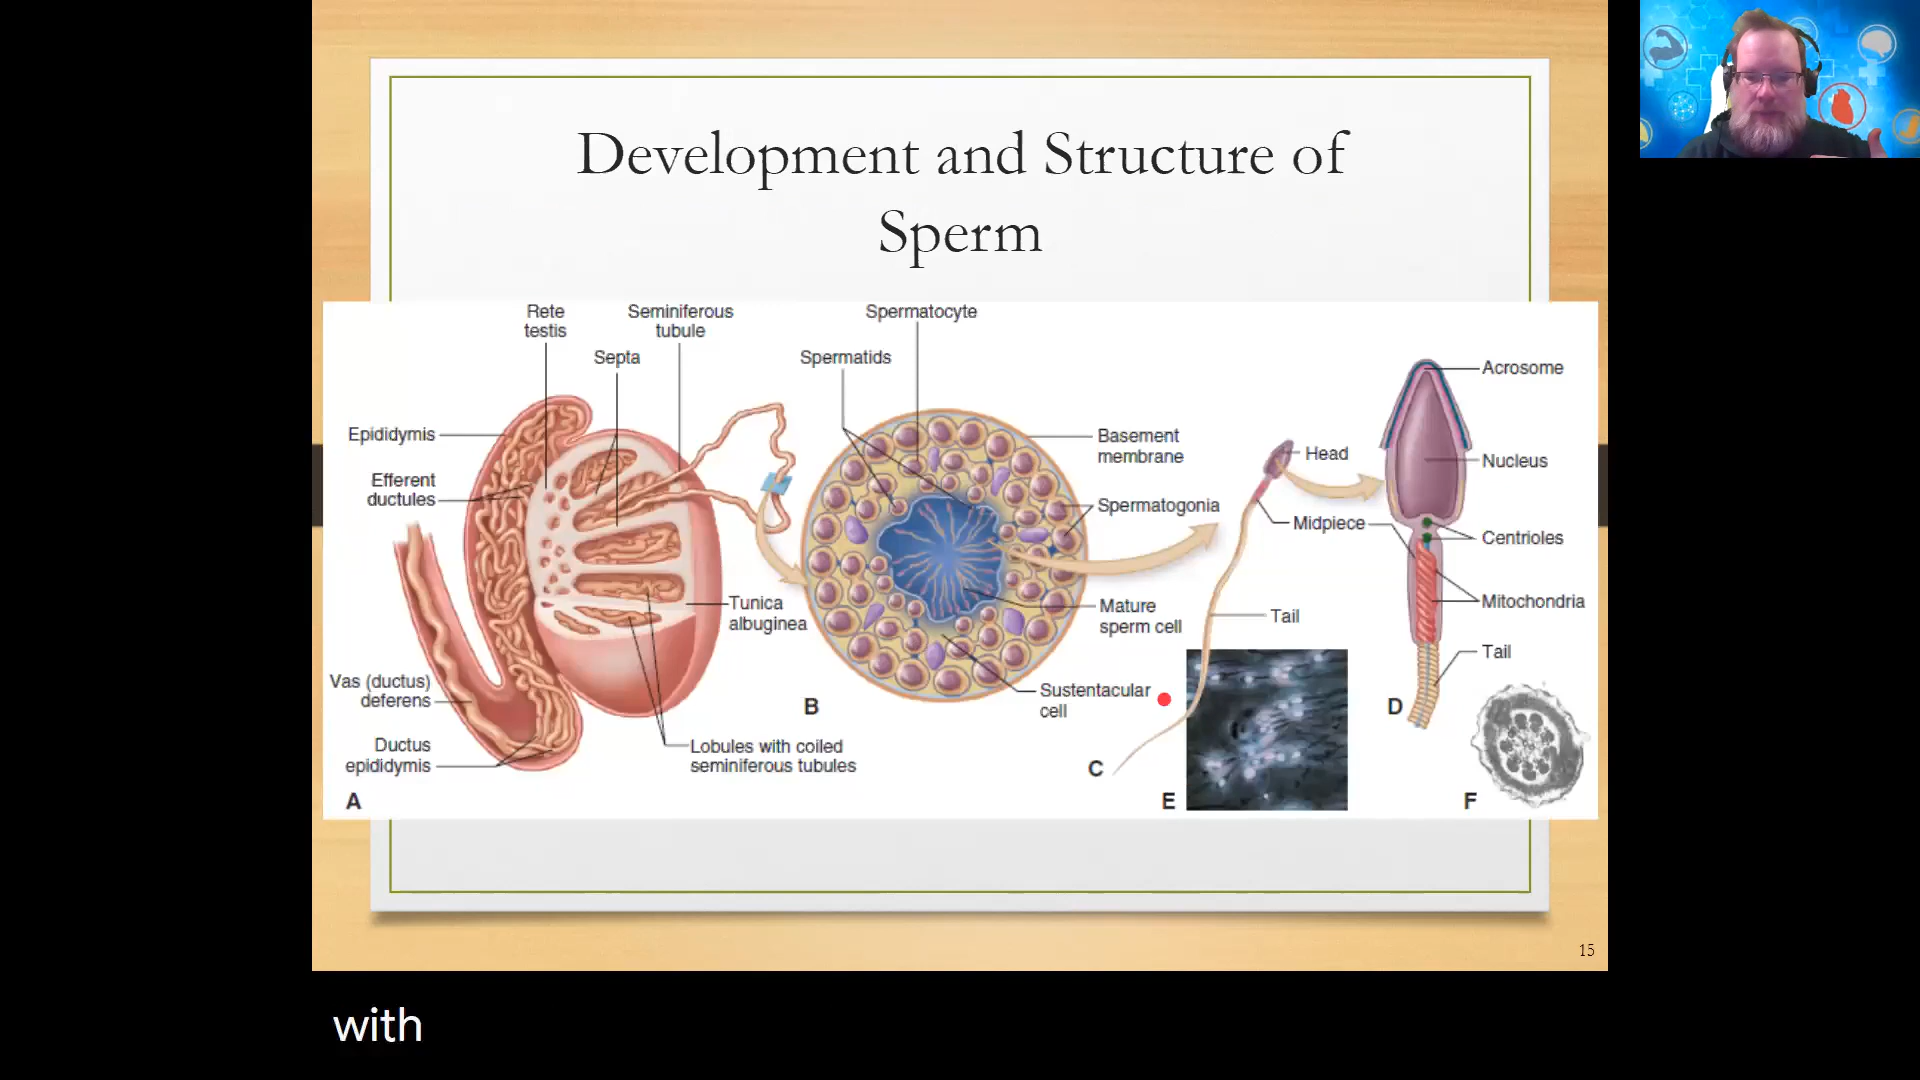 Development and Structure of
Sperm
Rete
testis
Seminiferous
tubule
Septa
Epididymis
Efferent
ductules
Vas (ductus)
deferens
Ductus
epididymis
Tunica
albuginea
Lobules with coiled
seminiferous tubules
A
Spermatocyte
Spermatids
Basement
membrane
Spermatogonia
Mature
sperm cell
Sustentacular
cell
B
Head
Midpiece
Tail
C
E
Acrosome
Nucleus
Centrioles
Mitochondria
Tail
D
F
15
with